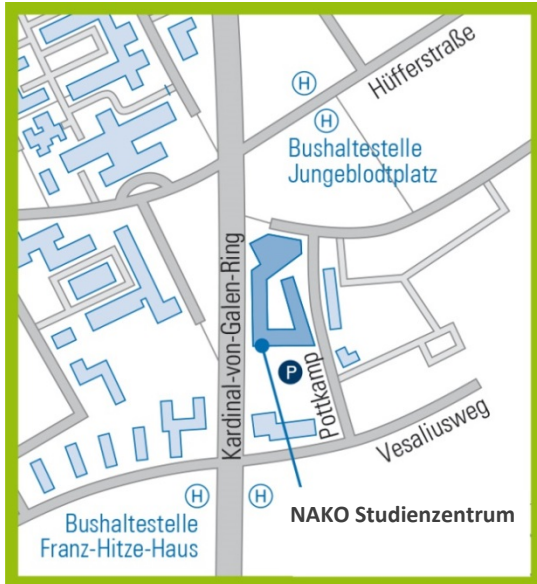 Hüfferstraße
H
H
Bushaltestelle
Jungeblodtplatz
Kardinal-von-Galen-Ring
P
Pottkamp
Vesaliusweg
H
H
NAKO Studienzentrum
Bushaltestelle
Franz-Hitze-Haus